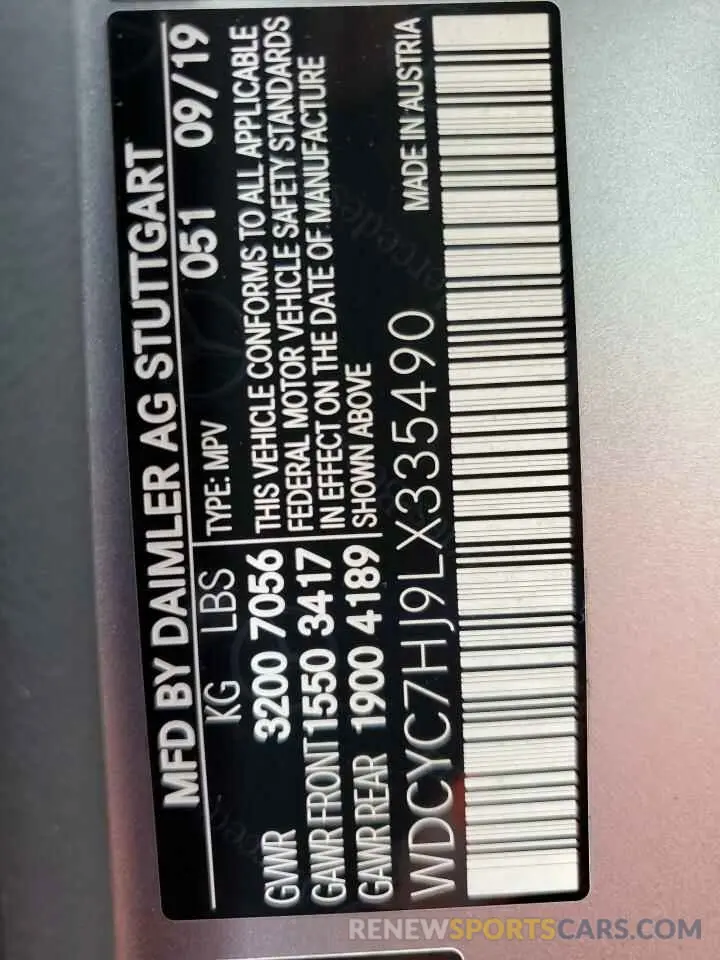 MFD BY DAIMLER AG STUTTGART
KG LBS TYPE: MPV 051 09/19
GVWR 3200 7056 THIS VEHICLE CONFORMS TO ALL APPLICABLE
GAWR FRONT 1550 3417 FEDERAL MOTOR VEHICLE SAFETY STANDARDS
IN EFFECT ON THE DATE OF MANUFACTURE
GAWR REAR 1900 4189 SHOWN ABOVE
MADE IN AUSTRIA
WDCYC7HJ9LX335490
RENEWSPORTSCARS.COM